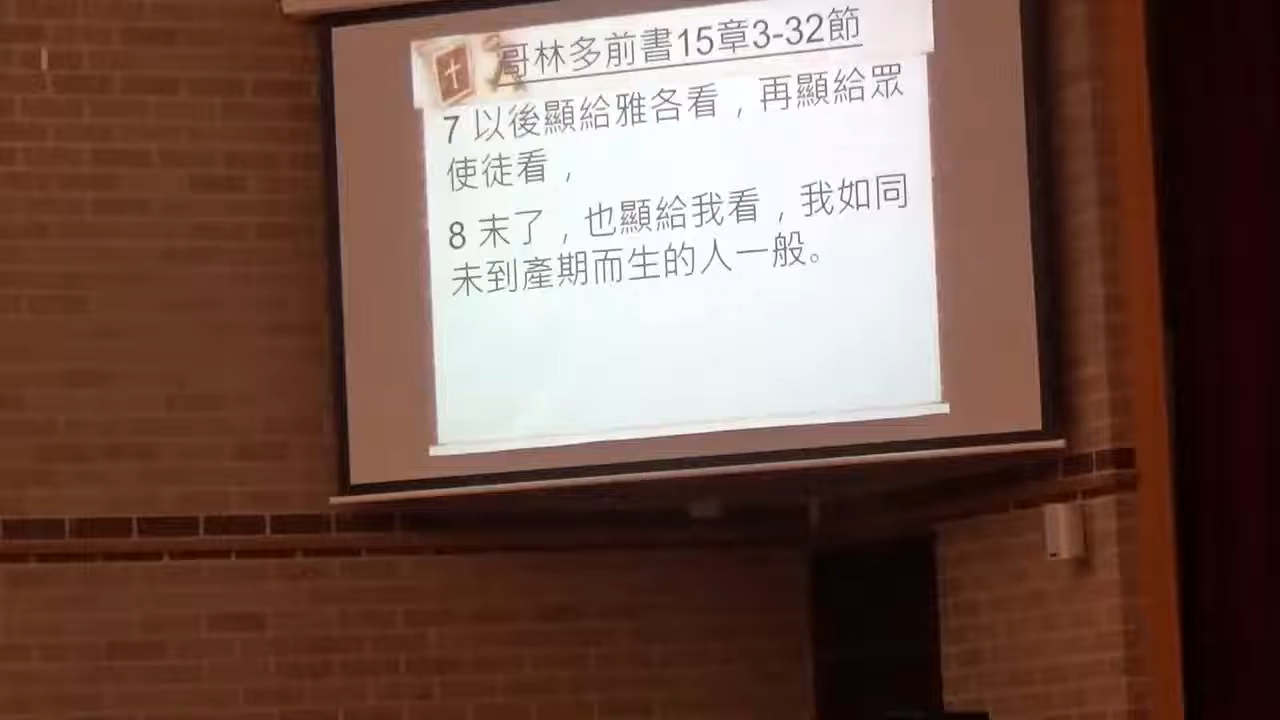 哥林多前書15章3-32節
7 以後顯給雅各看，再顯給眾
使徒看，
8 末了，也顯給我看，我如同
未到產期而生的人一般。